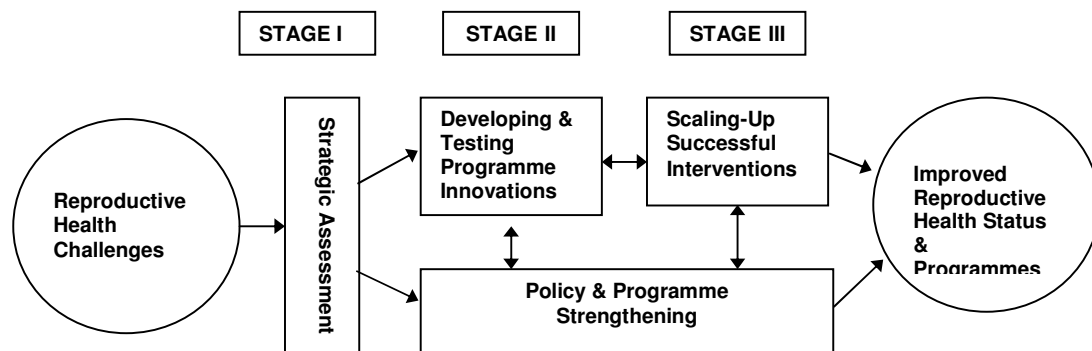 STAGE I
STAGE II
STAGE III
Reproductive
Health
Challenges
Strategic Assessment
Developing &
Testing
Programme
Innovations
Scaling-Up
Successful
Interventions
Policy & Programme
Strengthening
Improved
Reproductive
Health Status
&
Programmes